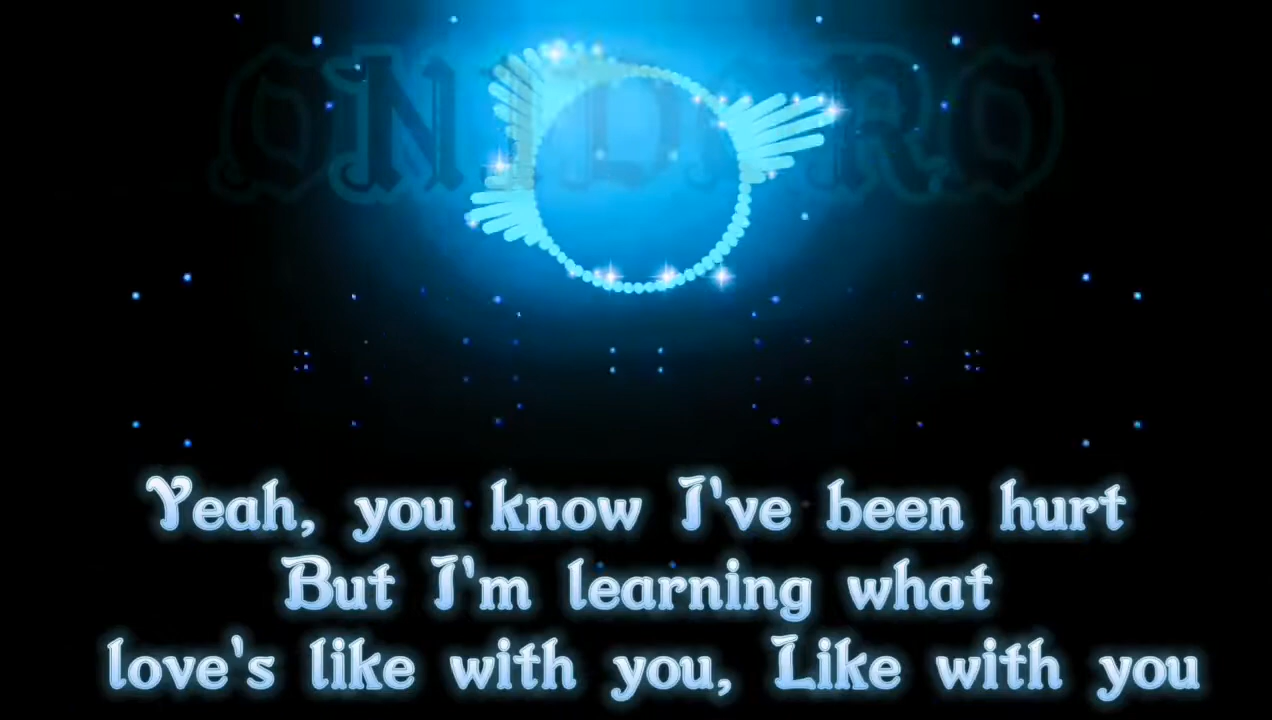 Yeah, you know I've been hurt
But I'm learning what
love's like with you, Like with you